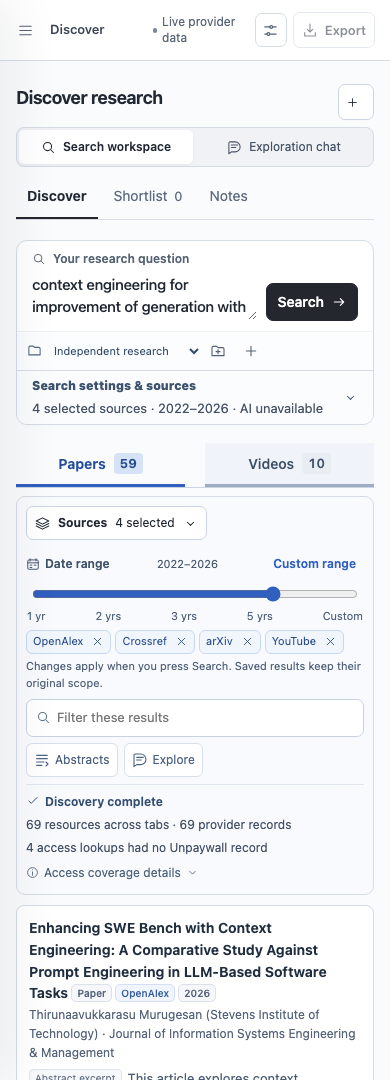 Discover
Live provider
data
Export
Discover research
+
Search workspace
Exploration chat
Discover
Shortlist 0
Notes
Your research question
context engineering for
improvement of generation with
Search →
Independent research
Search settings & sources
4 selected sources · 2022–2026 · AI unavailable
Papers 59
Videos 10
Sources 4 selected
Date range
2022–2026
Custom range
1 yr
2 yrs
3 yrs
5 yrs
Custom
OpenAlex ×
Crossref ×
arXiv ×
YouTube ×
Changes apply when you press Search. Saved results keep their
original scope.
Filter these results
Abstracts
Explore
Discovery complete
69 resources across tabs · 69 provider records
4 access lookups had no Unpaywall record
Access coverage details
Enhancing SWE Bench with Context
Engineering: A Comparative Study Against
Prompt Engineering in LLM-Based Software
Tasks Paper OpenAlex 2026
Thirunaavukkarasu Murugesan (Stevens Institute of
Technology) · Journal of Information Systems Engineering
& Management
Abstract excerpt This article explores context